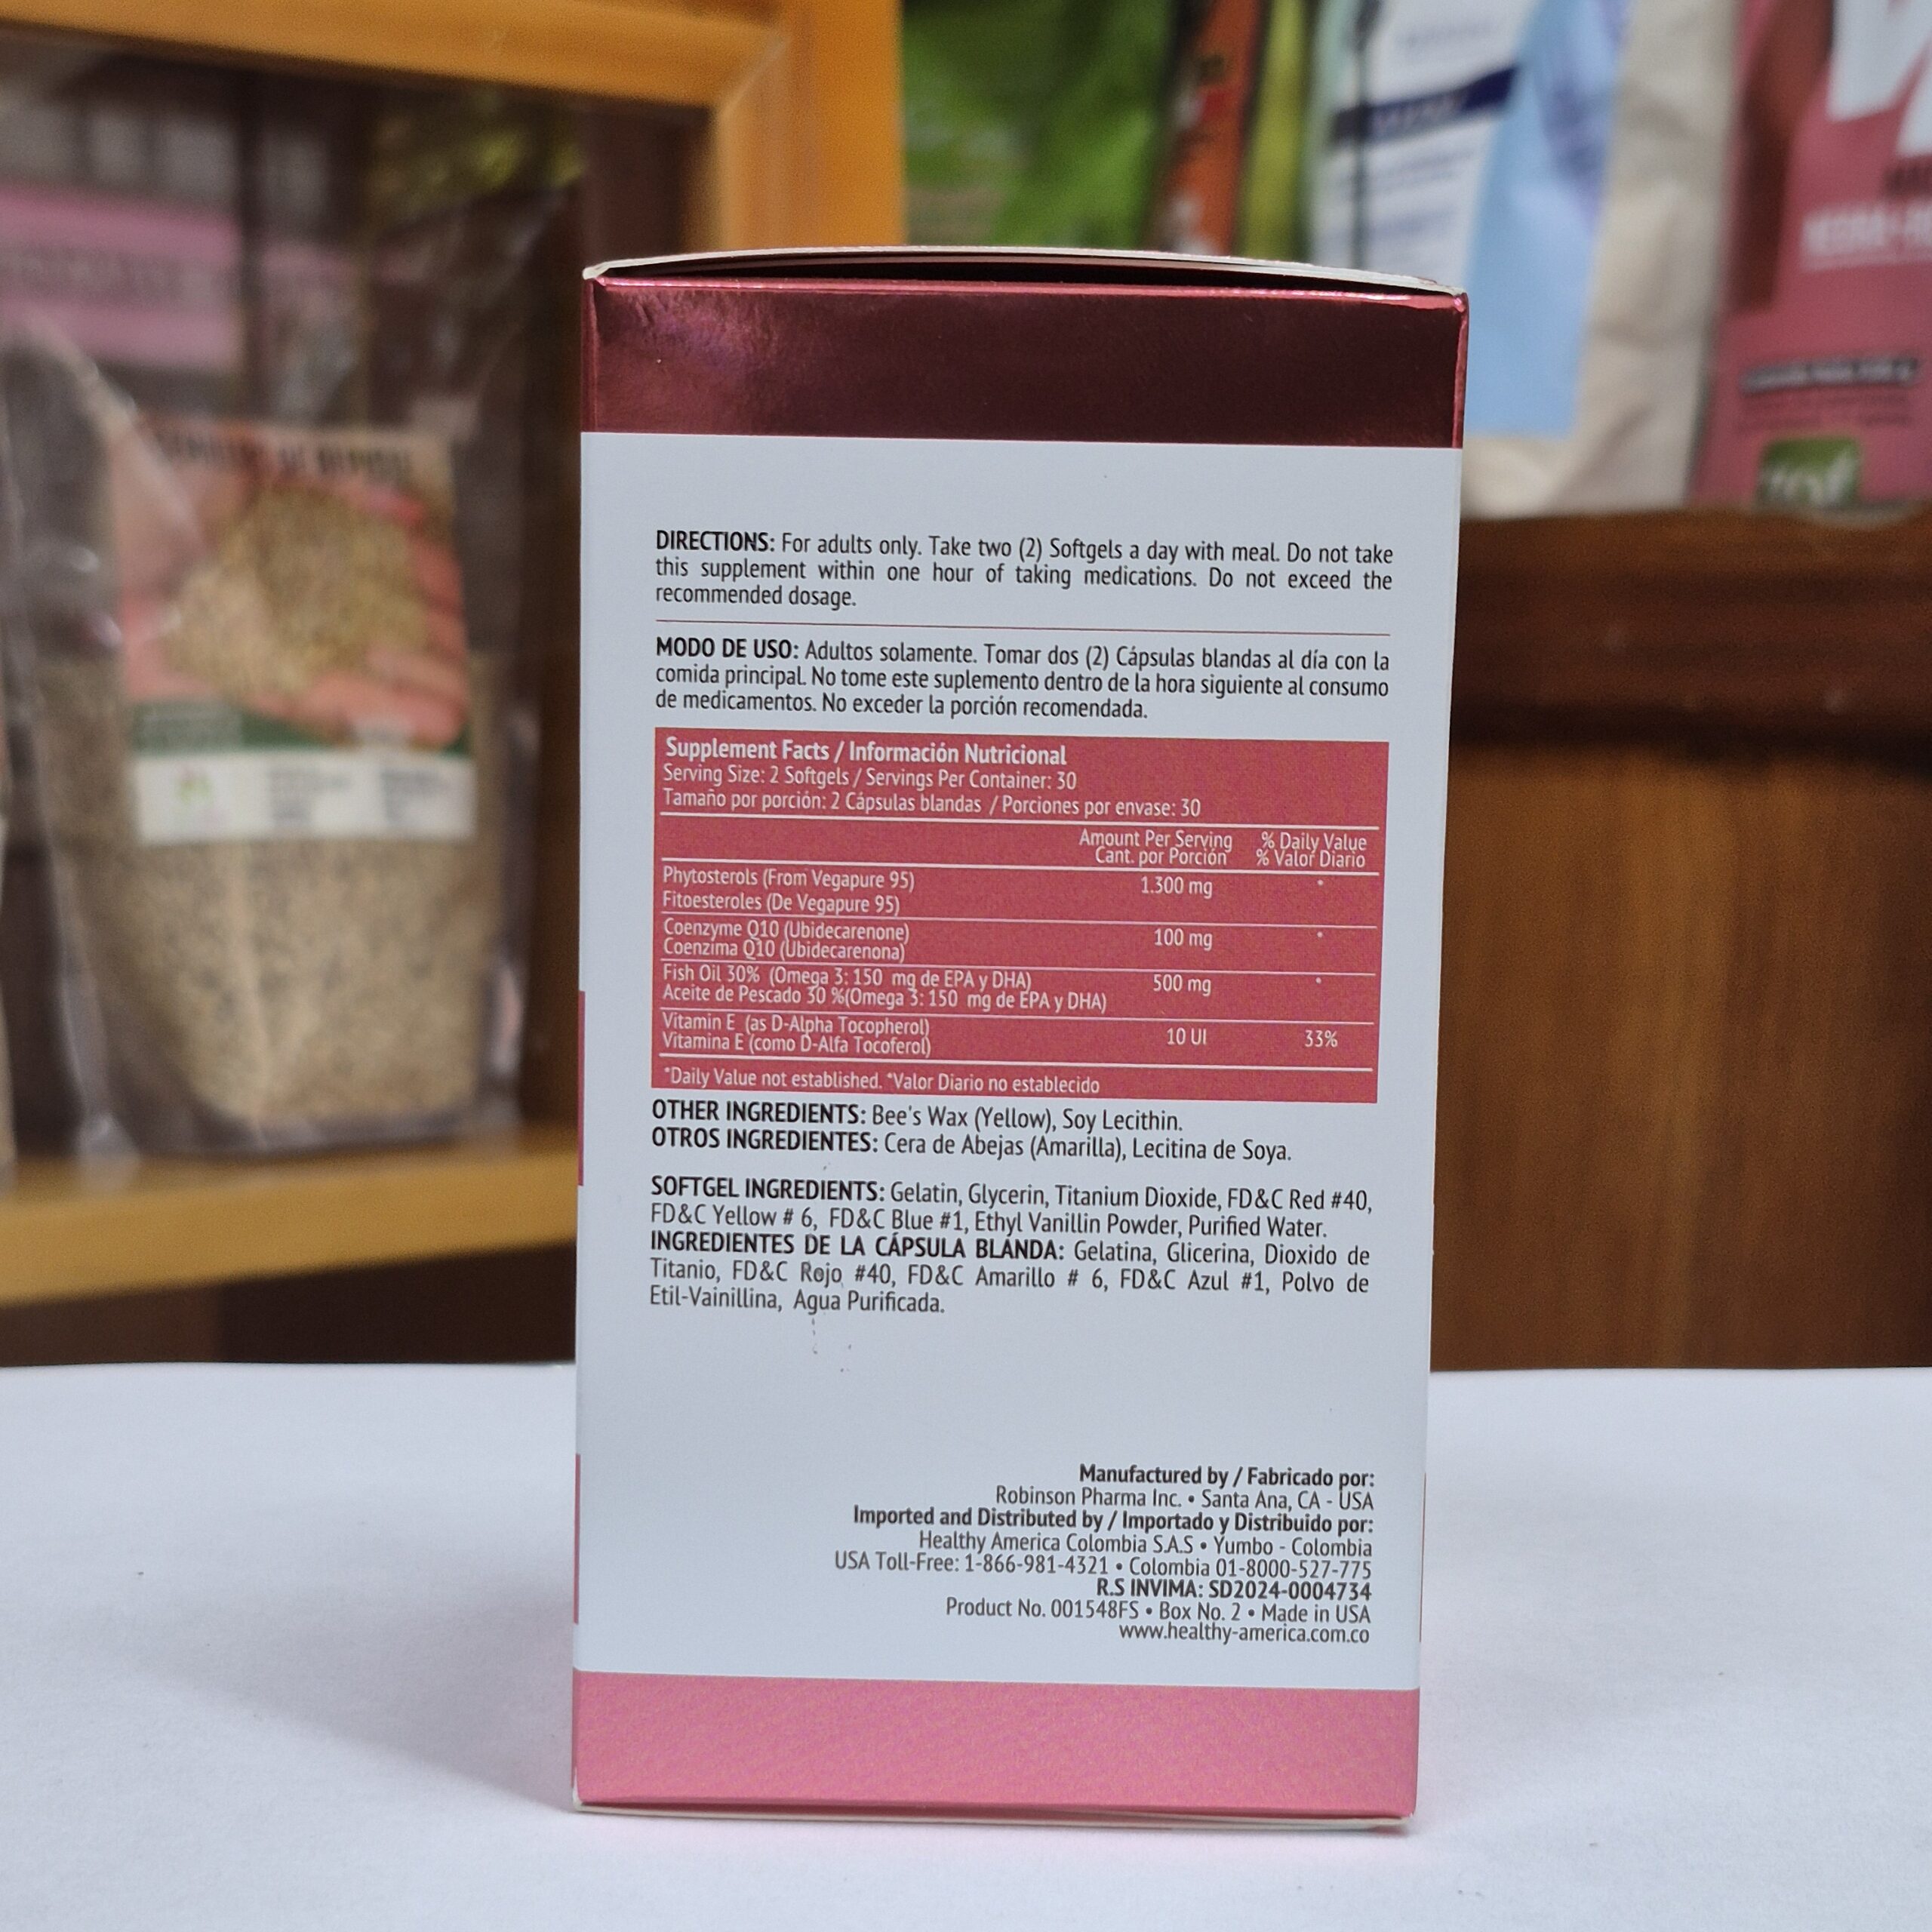 DIRECTIONS: For adults only. Take two (2) Softgels a day with meal. Do not take
this supplement within one hour of taking medications. Do not exceed the
recommended dosage.
MODO DE USO: Adultos solamente. Tomar dos (2) Cápsulas blandas al día con la
comida principal. No tome este suplemento dentro de la hora siguiente al consumo
de medicamentos. No exceder la porción recomendada.
Supplement Facts / Información Nutricional
Serving Size: 2 Softgels / Servings Per Container: 30
Tamaño por porción: 2 Cápsulas blandas / Porciones por envase: 30
Amount Per Serving % Daily Value
Cant. por Porción % Valor Diario
Phytosterols (From Vegapure 95) 1.300 mg *
Fitoesteroles (De Vegapure 95)
Coenzyme Q10 (Ubidecarenone) 100 mg *
Coenzima Q10 (Ubidecarenona)
Fish Oil 30% (Omega 3: 150 mg de EPA y DHA) 500 mg *
Aceite de Pescado 30 %(Omega 3: 150 mg de EPA y DHA)
Vitamin E (as D-Alpha Tocopherol) 10 UI 33%
Vitamina E (como D-Alfa Tocoferol)
*Daily Value not established. *Valor Diario no establecido
OTHER INGREDIENTS: Bee's Wax (Yellow), Soy Lecithin.
OTROS INGREDIENTES: Cera de Abejas (Amarilla), Lecitina de Soya.
SOFTGEL INGREDIENTS: Gelatin, Glycerin, Titanium Dioxide, FD&C Red #40,
FD&C Yellow # 6, FD&C Blue #1, Ethyl Vanillin Powder, Purified Water.
INGREDIENTES DE LA CÁPSULA BLANDA: Gelatina, Glicerina, Dioxido de
Titanio, FD&C Rojo #40, FD&C Amarillo # 6, FD&C Azul #1, Polvo de
Etil-Vainillina, Agua Purificada.
Manufactured by / Fabricado por:
Robinson Pharma Inc. • Santa Ana, CA - USA
Imported and Distributed by / Importado y Distribuido por:
Healthy America Colombia S.A.S • Yumbo - Colombia
USA Toll-Free: 1-866-981-4321 • Colombia 01-8000-527-775
R.S INVIMA: SD2024-0004734
Product No. 001548FS • Box No. 2 • Made in USA
www.healthy-america.com.co